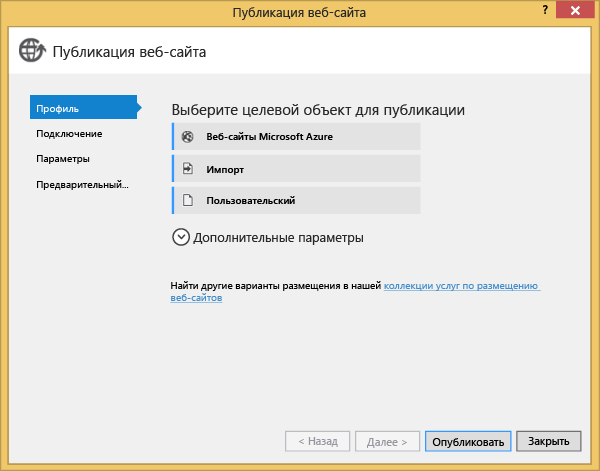 Публикация веб-сайта
?
Публикация веб-сайта
Профиль
Подключение
Параметры
Предварительный...
Выберите целевой объект для публикации
Веб-сайты Microsoft Azure
Импорт
Пользовательский
Дополнительные параметры
Найти другие варианты размещения в нашей коллекции услуг по размещению
веб-сайтов
< Назад
Далее >
Опубликовать
Закрыть